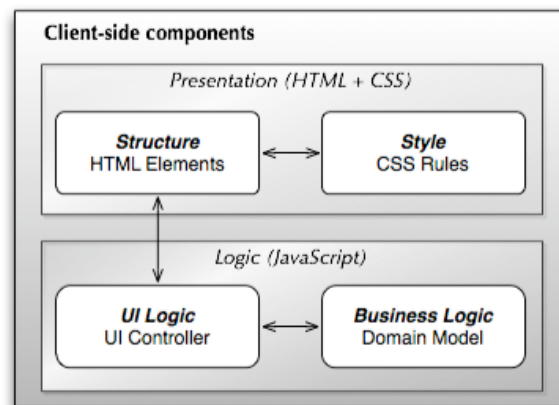 Client-side components
Presentation (HTML + CSS)
Structure
HTML Elements
Style
CSS Rules
Logic (JavaScript)
UI Logic
UI Controller
Business Logic
Domain Model